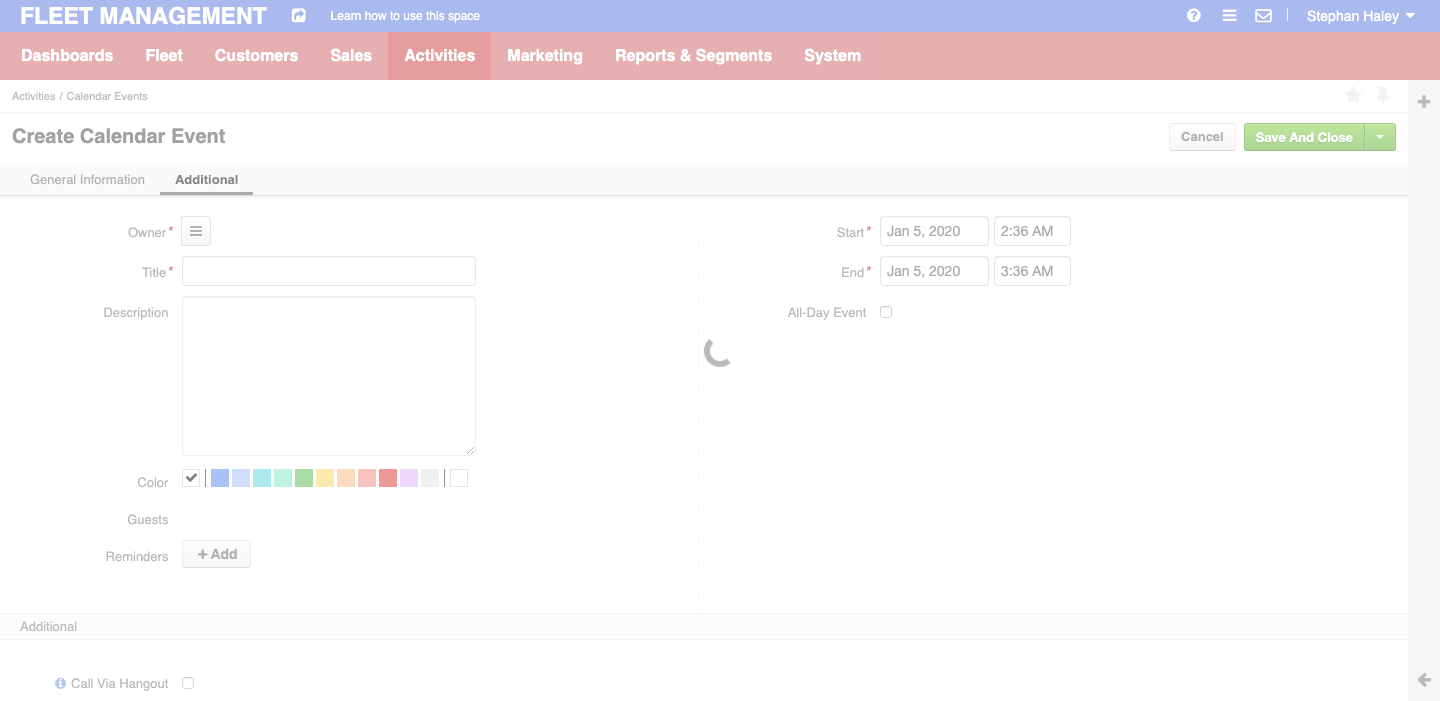 FLEET MANAGEMENT Learn how to use this space Stephan Haley
Dashboards Fleet Customers Sales Activities Marketing Reports & Segments System
Activities / Calendar Events
Create Calendar Event Cancel Save And Close
General Information Additional
Owner* Start* Jan 5, 2020 2:36 AM
Title* End* Jan 5, 2020 3:36 AM
Description All-Day Event
Color
Guests
Reminders + Add
Additional
Call Via Hangout